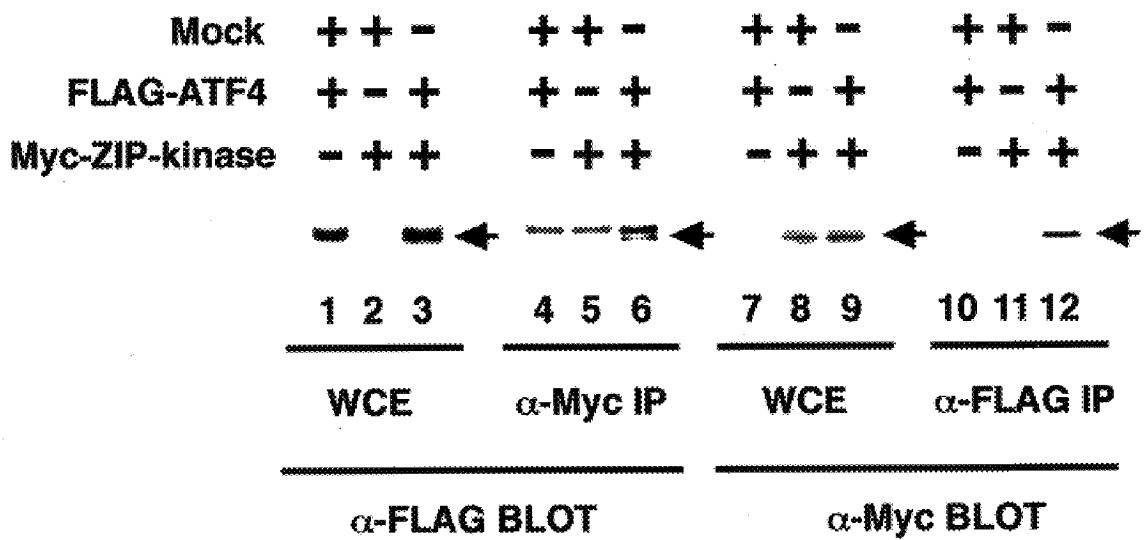 Mock + + - + + - + + - + + -
FLAG-ATF4 + - + + - + + - + + - +
Myc-ZIP-kinase - + + - + + - + + - + +
1 2 3 4 5 6 7 8 9 10 11 12
WCE α-Myc IP WCE α-FLAG IP
α-FLAG BLOT α-Myc BLOT